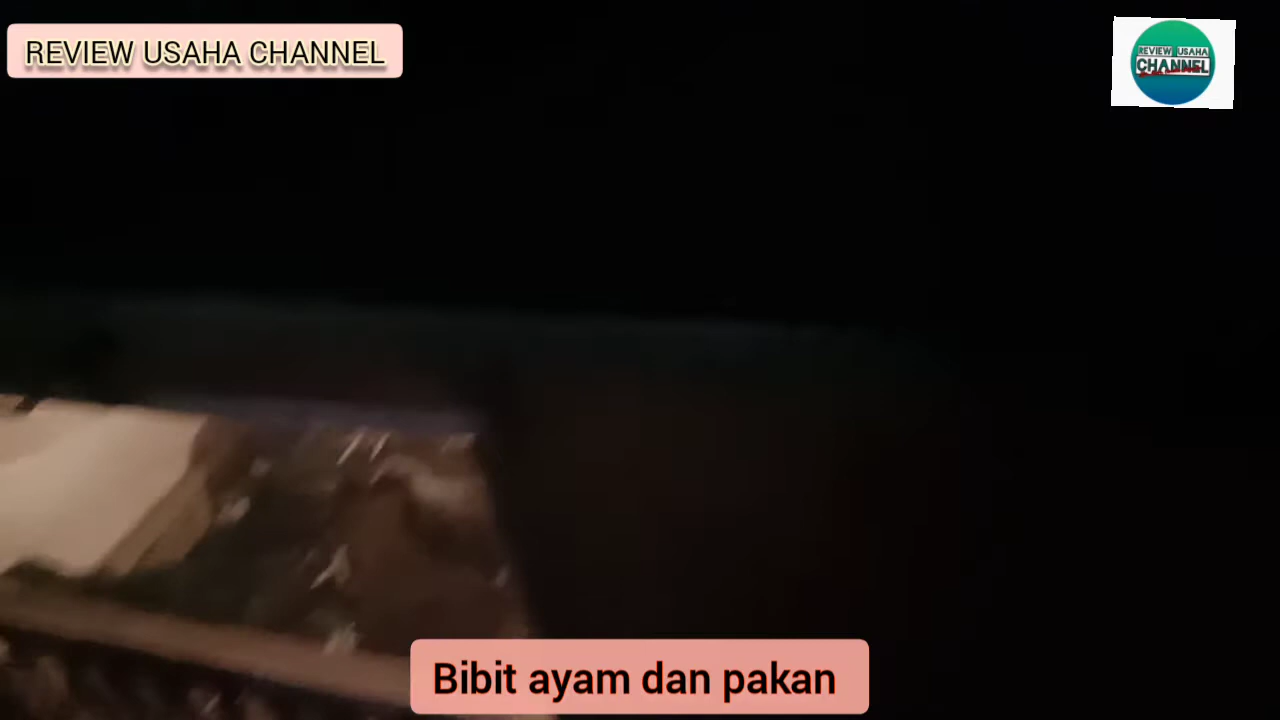 REVIEW USAHA CHANNEL
REVIEW USAHA
CHANNEL
Bibit ayam dan pakan